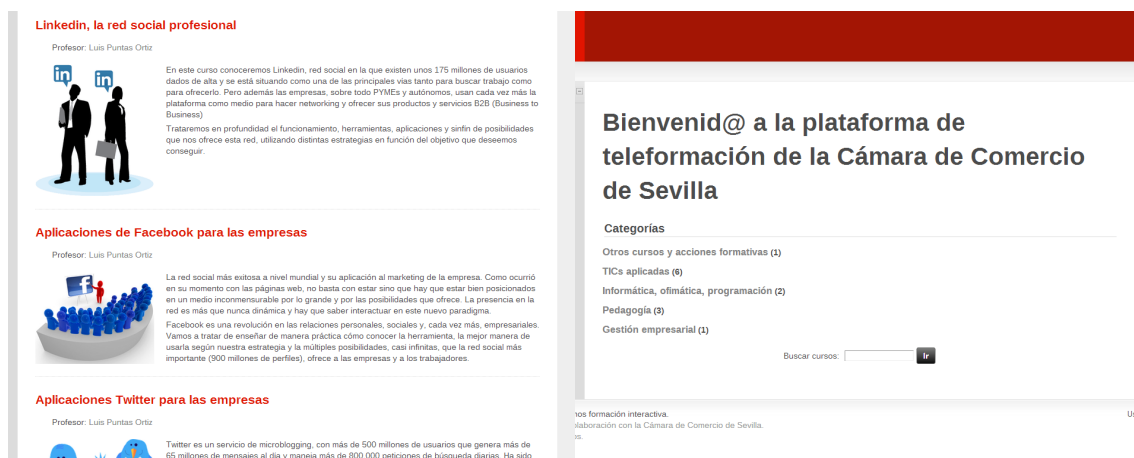 Linkedin, la red social profesional
Profesor: Luis Puntas Ortiz
in
in
En este curso conoceremos Linkedin, red social en la que existen unos 175 millones de usuarios
dados de alta y se está situando como una de las principales vias tanto para buscar trabajo como
para ofrecerlo. Pero además las empresas, sobre todo PYMEs y autónomos, usan cada vez más la
plataforma como medio para hacer networking y ofrecer sus productos y servicios B2B (Business to
Business)
Trataremos en profundidad el funcionamiento, herramientas, aplicaciones y sinfin de posibilidades
que nos ofrece esta red, utilizando distintas estrategias en función del objetivo que deseemos
conseguir.
Aplicaciones de Facebook para las empresas
Profesor: Luis Puntas Ortiz
f
La red social más exitosa a nivel mundial y su aplicación al marketing de la empresa. Como ocurrió
en su momento con las páginas web, no basta con estar sino que hay que estar bien posicionados
en un medio inconmensurable por lo grande y por las posibilidades que ofrece. La presencia en la
red es más que nunca dinámica y hay que saber interactuar en este nuevo paradigma.
Facebook es una revolución en las relaciones personales, sociales y, cada vez más, empresariales.
Vamos a tratar de enseñar de manera práctica cómo conocer la herramienta, la mejor manera de
usarla según nuestra estrategia y la múltiples posibilidades, casi infinitas, que la red social más
importante (900 millones de perfiles), ofrece a las empresas y a los trabajadores.
Aplicaciones Twitter para las empresas
Profesor: Luis Puntas Ortiz
Twitter es un servicio de microblogging, con más de 500 millones de usuarios que genera más de
65 millones de mensajes al día y maneja más de 800 000 peticiones de búsqueda diarias. Ha sido
Bienvenid@ a la plataforma de
teleformación de la Cámara de Comercio
de Sevilla
Categorías
Otros cursos y acciones formativas (1)
TICs aplicadas (6)
Informática, ofimática, programación (2)
Pedagogía (3)
Gestión empresarial (1)
Buscar cursos: Ir
nos formación interactiva.
olaboración con la Cámara de Comercio de Sevilla.
os.
Us